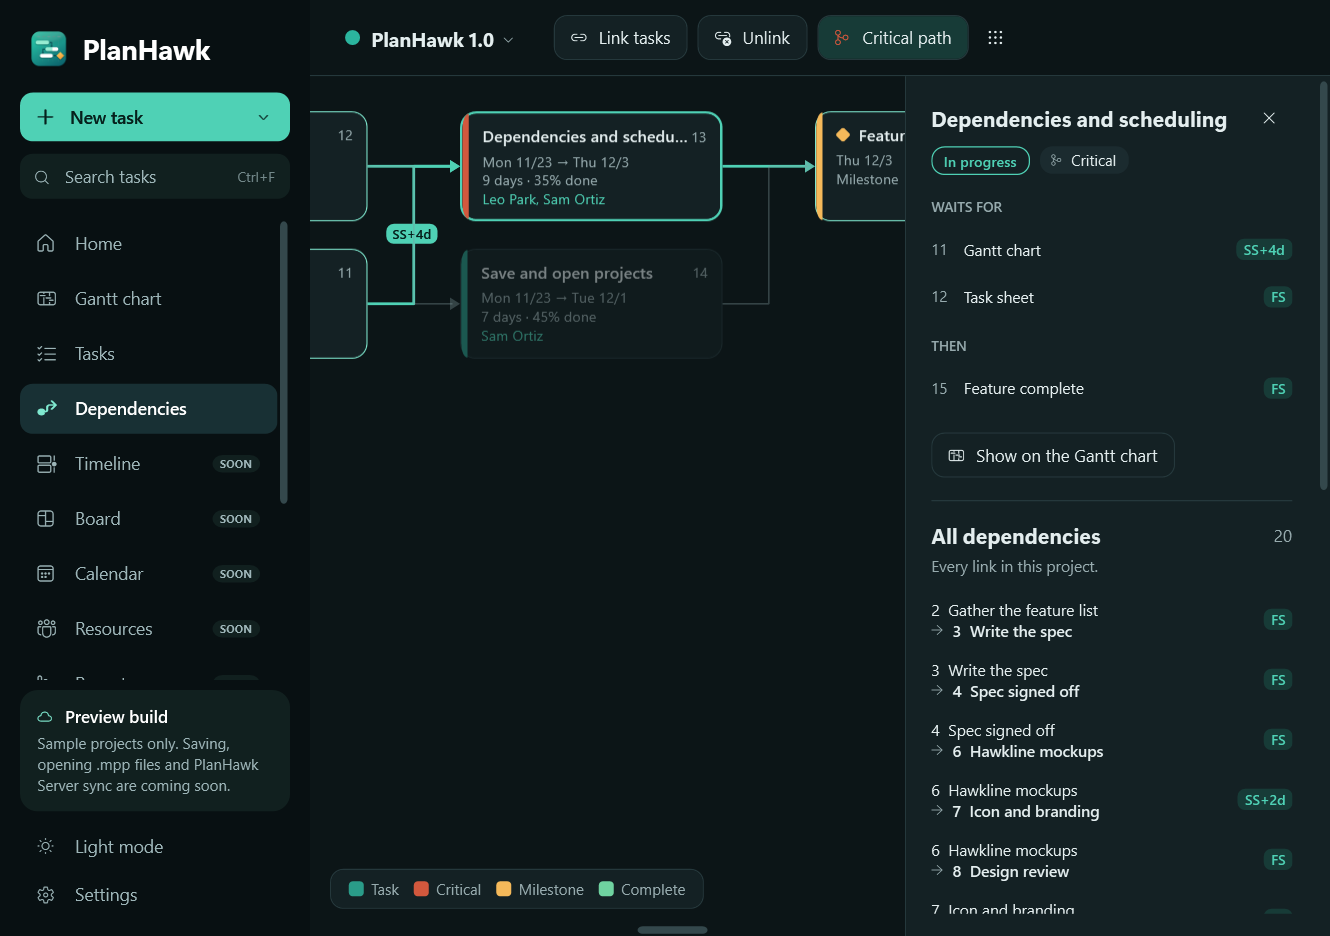 PlanHawk
New task
Search tasks Ctrl+F
Home
Gantt chart
Tasks
Dependencies
Timeline SOON
Board SOON
Calendar SOON
Resources SOON
Preview build
Sample projects only. Saving,
opening .mpp files and PlanHawk
Server sync are coming soon.
Light mode
Settings
PlanHawk 1.0
Link tasks
Unlink
Critical path
12
Dependencies and schedu... 13
Mon 11/23 → Thu 12/3
9 days · 35% done
Leo Park, Sam Ortiz
Featur
Thu 12/3
Milestone
SS+4d
11
Save and open projects 14
Mon 11/23 → Tue 12/1
7 days · 45% done
Sam Ortiz
Task Critical Milestone Complete
Dependencies and scheduling
In progress Critical
WAITS FOR
11 Gantt chart SS+4d
12 Task sheet FS
THEN
15 Feature complete FS
Show on the Gantt chart
All dependencies 20
Every link in this project.
2 Gather the feature list
→ 3 Write the spec FS
3 Write the spec
→ 4 Spec signed off FS
4 Spec signed off
→ 6 Hawkline mockups FS
6 Hawkline mockups
→ 7 Icon and branding SS+2d
6 Hawkline mockups
→ 8 Design review FS
7 Icon and branding